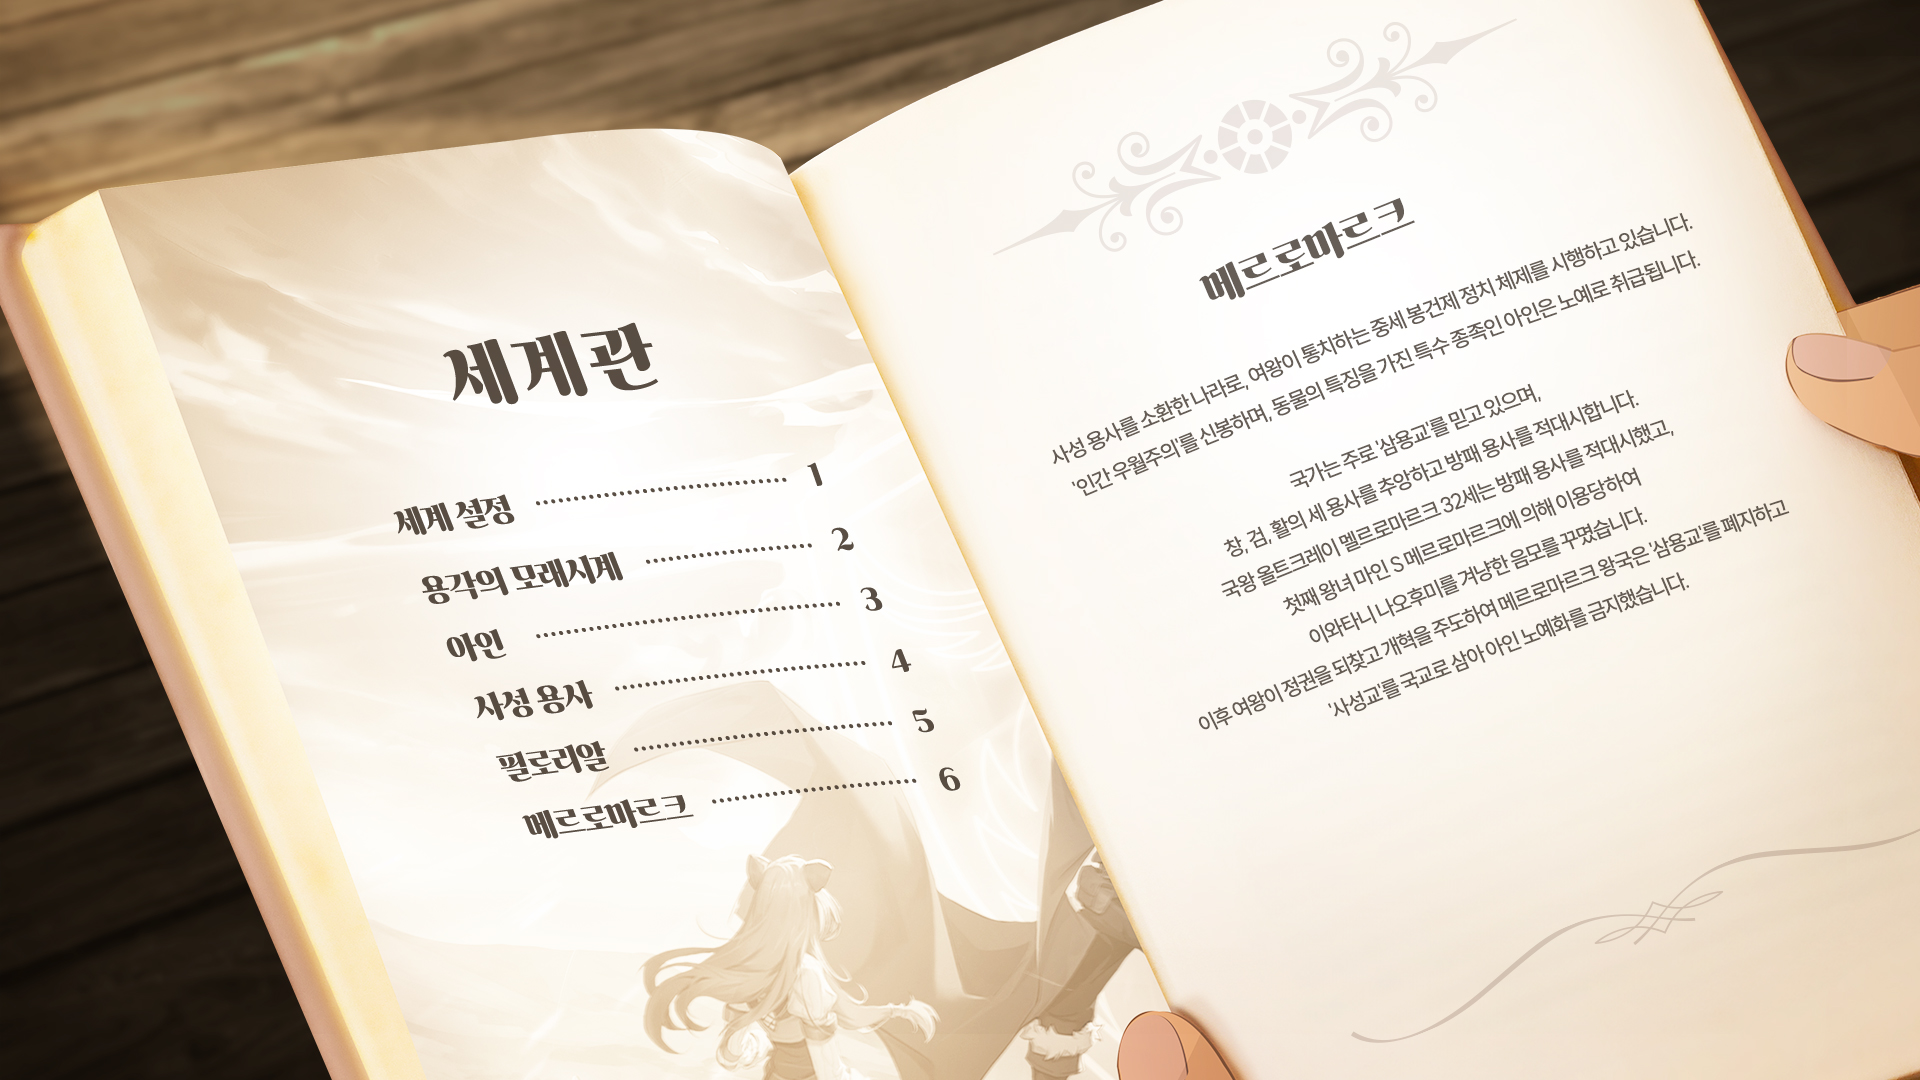 세계관
세계 설정 1
용각의 모래시계 2
아인 3
사성 용사 4
필로리알 5
메르로마르크 6
메르로마르크
사성 용사를 소환한 나라로, 여왕이 통치하는 중세 봉건제 정치 체제를 시행하고 있습니다.
'인간 우월주의'를 신봉하며, 동물의 특징을 가진 특수 종족인 아인은 노예로 취급됩니다.
국가는 주로 '삼용교'를 믿고 있으며,
창, 검, 활의 세 용사를 추앙하고 방패 용사를 적대시합니다.
국왕 올트크레이 멜르로마르크 32세는 방패 용사를 적대시했고,
첫째 왕녀 마인 S 메르로마르크에 의해 이용당하여
이와타니 나오후미를 겨냥한 음모를 꾸몄습니다.
이후 여왕이 정권을 되찾고 개혁을 주도하여 메르로마르크 왕국은 '삼용교'를 폐지하고
'사성교'를 국교로 삼아 아인 노예화를 금지했습니다.